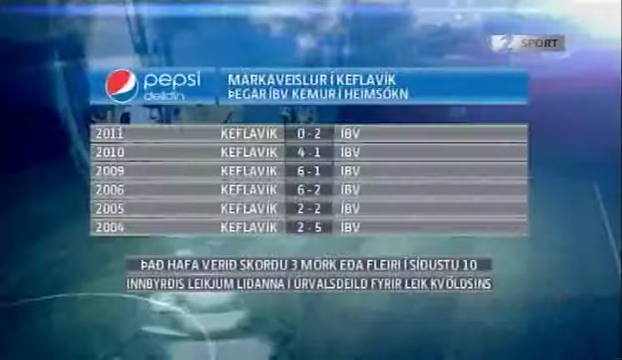 2 SPORT
pepsi MARKAVEISLUR Í KEFLAVÍK
deildin ÞEGAR ÍBV KEMUR Í HEIMSÓKN
2011 KEFLAVÍK 0 - 2 ÍBV
2010 KEFLAVÍK 4 - 1 ÍBV
2009 KEFLAVÍK 6 - 1 ÍBV
2006 KEFLAVÍK 6 - 2 ÍBV
2005 KEFLAVÍK 2 - 2 ÍBV
2004 KEFLAVÍK 2 - 5 ÍBV
ÞAÐ HAFA VERIÐ SKORÐU 3 MÖRK EÐA FLEIRI Í SÍÐUSTU 10
INNBYRÐIS LEIKJUM LIÐANNA Í ÚRVALSDEILD FYRIR LEIK KVÖLDSINS